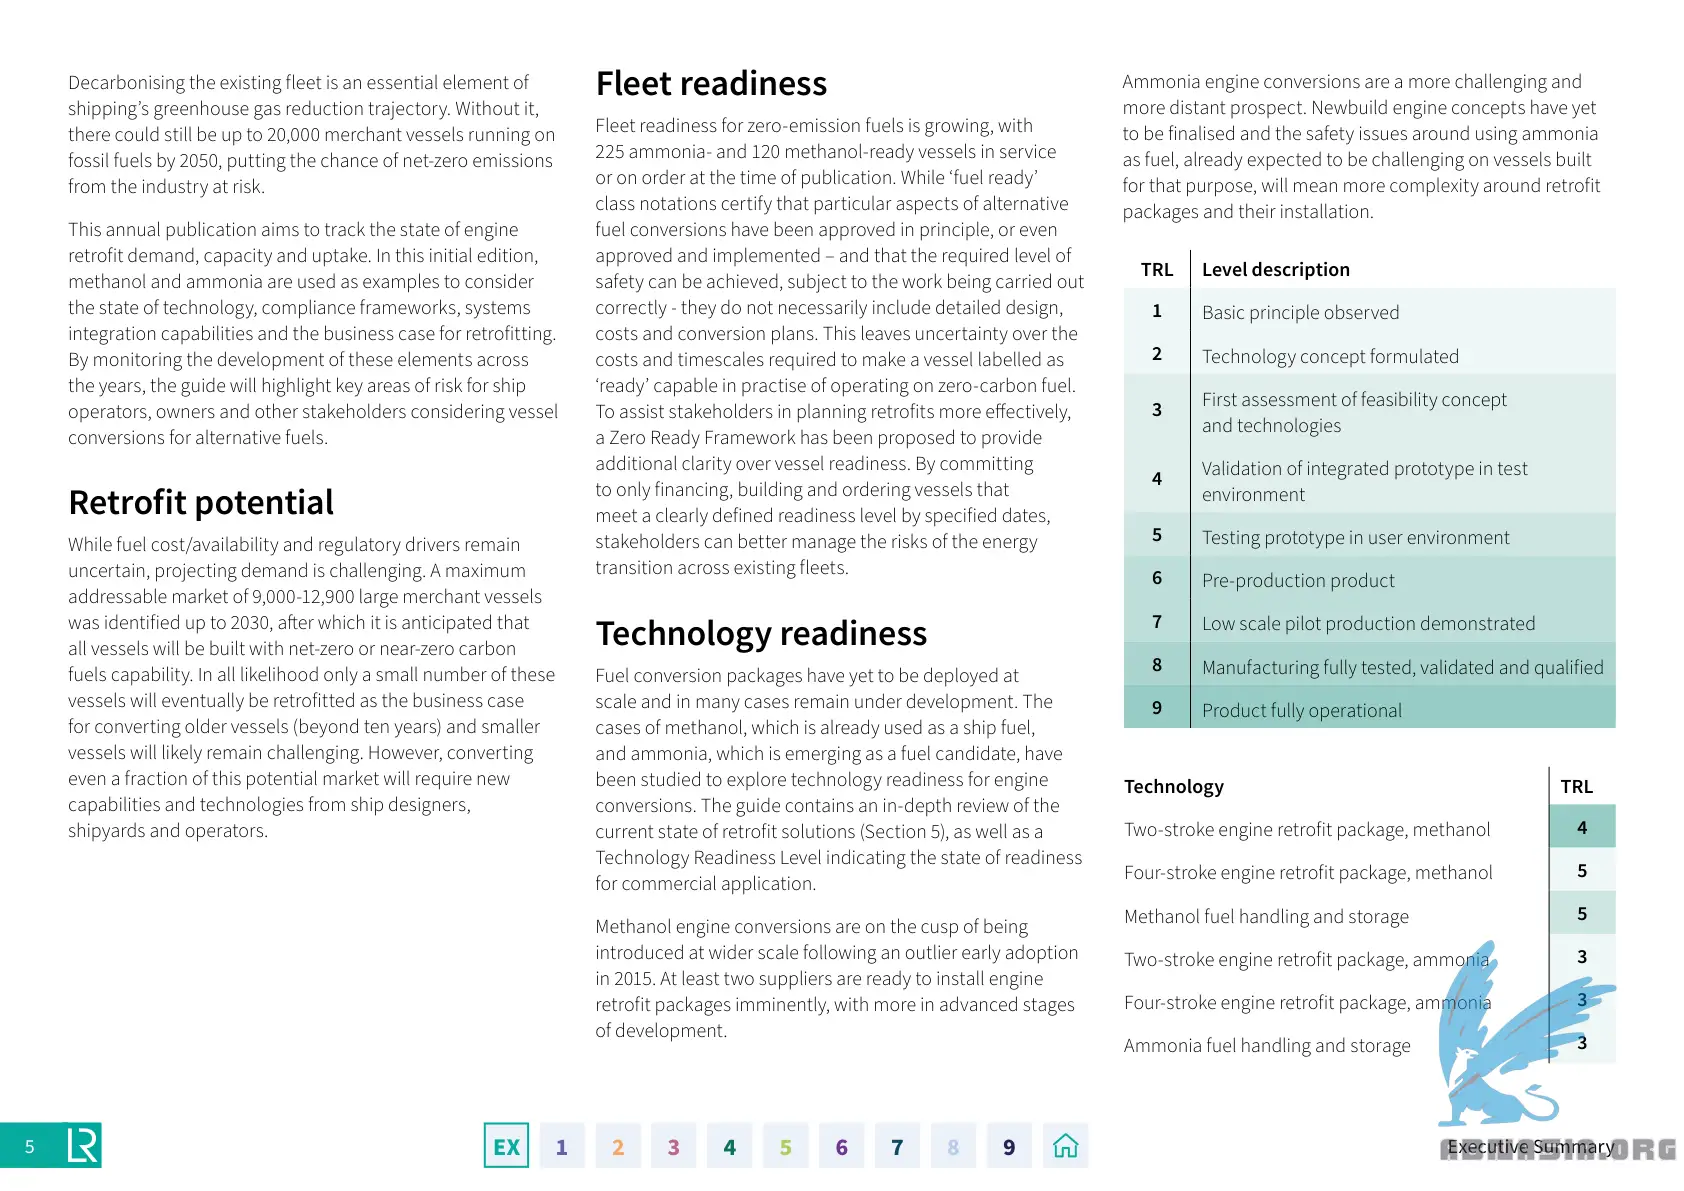 Decarbonising the existing fleet is an essential element of
shipping’s greenhouse gas reduction trajectory. Without it,
there could still be up to 20,000 merchant vessels running on
fossil fuels by 2050, putting the chance of net-zero emissions
from the industry at risk.
This annual publication aims to track the state of engine
retrofit demand, capacity and uptake. In this initial edition,
methanol and ammonia are used as examples to consider
the state of technology, compliance frameworks, systems
integration capabilities and the business case for retrofitting.
By monitoring the development of these elements across
the years, the guide will highlight key areas of risk for ship
operators, owners and other stakeholders considering vessel
conversions for alternative fuels.
Retrofit potential
While fuel cost/availability and regulatory drivers remain
uncertain, projecting demand is challenging. A maximum
addressable market of 9,000-12,900 large merchant vessels
was identified up to 2030, after which it is anticipated that
all vessels will be built with net-zero or near-zero carbon
fuels capability. In all likelihood only a small number of these
vessels will eventually be retrofitted as the business case
for converting older vessels (beyond ten years) and smaller
vessels will likely remain challenging. However, converting
even a fraction of this potential market will require new
capabilities and technologies from ship designers,
shipyards and operators.
Fleet readiness
Fleet readiness for zero-emission fuels is growing, with
225 ammonia- and 120 methanol-ready vessels in service
or on order at the time of publication. While ‘fuel ready’
class notations certify that particular aspects of alternative
fuel conversions have been approved in principle, or even
approved and implemented – and that the required level of
safety can be achieved, subject to the work being carried out
correctly - they do not necessarily include detailed design,
costs and conversion plans. This leaves uncertainty over the
costs and timescales required to make a vessel labelled as
‘ready’ capable in practise of operating on zero-carbon fuel.
To assist stakeholders in planning retrofits more effectively,
a Zero Ready Framework has been proposed to provide
additional clarity over vessel readiness. By committing
to only financing, building and ordering vessels that
meet a clearly defined readiness level by specified dates,
stakeholders can better manage the risks of the energy
transition across existing fleets.
Technology readiness
Fuel conversion packages have yet to be deployed at
scale and in many cases remain under development. The
cases of methanol, which is already used as a ship fuel,
and ammonia, which is emerging as a fuel candidate, have
been studied to explore technology readiness for engine
conversions. The guide contains an in-depth review of the
current state of retrofit solutions (Section 5), as well as a
Technology Readiness Level indicating the state of readiness
for commercial application.
Methanol engine conversions are on the cusp of being
introduced at wider scale following an outlier early adoption
in 2015. At least two suppliers are ready to install engine
retrofit packages imminently, with more in advanced stages
of development.
Ammonia engine conversions are a more challenging and
more distant prospect. Newbuild engine concepts have yet
to be finalised and the safety issues around using ammonia
as fuel, already expected to be challenging on vessels built
for that purpose, will mean more complexity around retrofit
packages and their installation.
TRL Level description
1 Basic principle observed
2 Technology concept formulated
3 First assessment of feasibility concept
and technologies
4 Validation of integrated prototype in test
environment
5 Testing prototype in user environment
6 Pre-production product
7 Low scale pilot production demonstrated
8 Manufacturing fully tested, validated and qualified
9 Product fully operational
Technology TRL
Two-stroke engine retrofit package, methanol 4
Four-stroke engine retrofit package, methanol 5
Methanol fuel handling and storage 5
Two-stroke engine retrofit package, ammonia 3
Four-stroke engine retrofit package, ammonia 3
Ammonia fuel handling and storage 3
5 LR EX 1 2 3 4 5 6 7 8 9 Executive Summary
ABINASIA.ORG